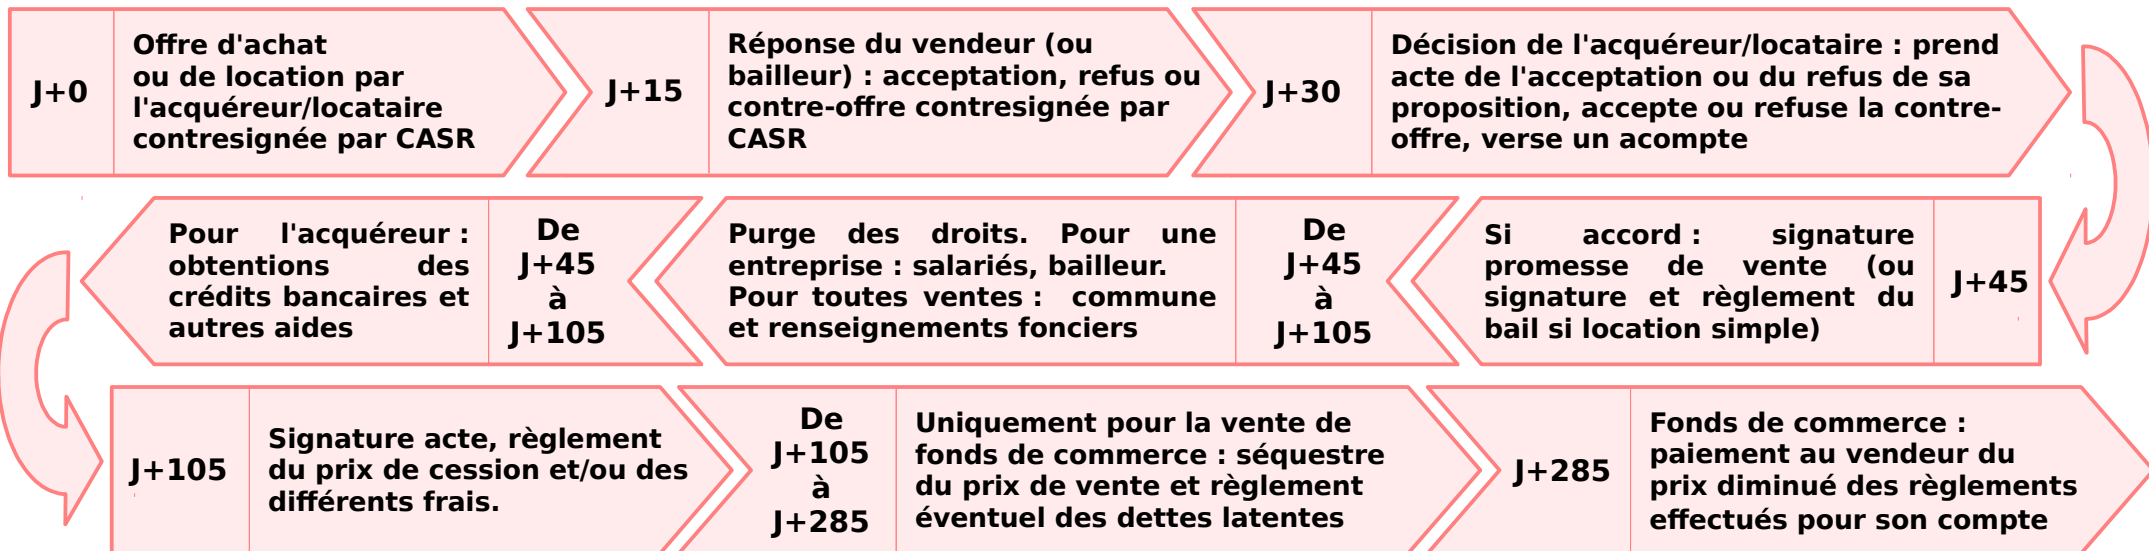 J+0
Offre d'achat
ou de location par
l'acquéreur/locataire
contresignée par CASR
J+15
Réponse du vendeur (ou
bailleur) : acceptation, refus ou
contre-offre contresignée par
CASR
J+30
Décision de l'acquéreur/locataire : prend
acte de l'acceptation ou du refus de sa
proposition, accepte ou refuse la contre-
offre, verse un acompte
J+45
Si accord : signature
promesse de vente (ou
signature et règlement du
bail si location simple)
De
J+45
à
J+105
Purge des droits. Pour une
entreprise : salariés, bailleur.
Pour toutes ventes : commune
et renseignements fonciers
De
J+45
à
J+105
Pour l'acquéreur :
obtentions des
crédits bancaires et
autres aides
J+105
Signature acte, règlement
du prix de cession et/ou des
différents frais.
De
J+105
à
J+285
Uniquement pour la vente de
fonds de commerce : séquestre
du prix de vente et règlement
éventuel des dettes latentes
J+285
Fonds de commerce :
paiement au vendeur du
prix diminué des règlements
effectués pour son compte